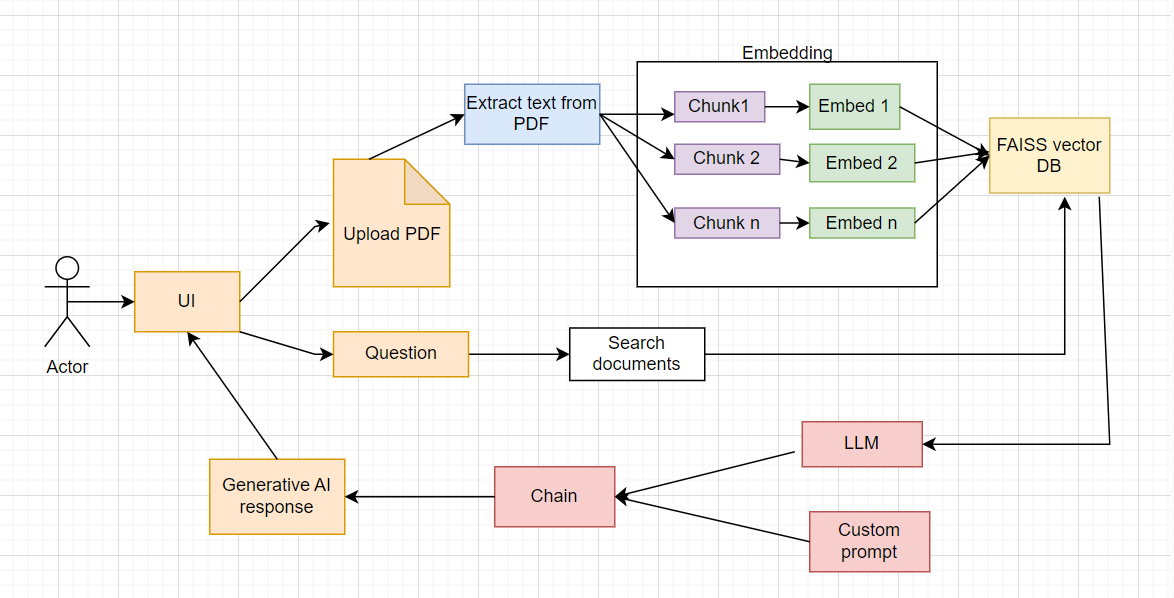 Embedding
Extract text from
PDF
Chunk1
Embed 1
Chunk 2
Embed 2
Chunk n
Embed n
FAISS vector
DB
Upload PDF
UI
Actor
Question
Search
documents
LLM
Custom
prompt
Chain
Generative AI
response